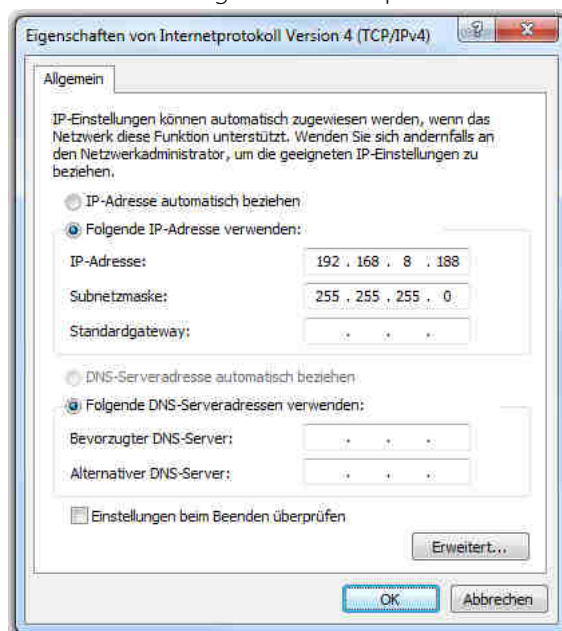 Eigenschaften von Internetprotokoll Version 4 (TCP/IPv4)
Allgemein
IP-Einstellungen können automatisch zugewiesen werden, wenn das
Netzwerk diese Funktion unterstützt. Wenden Sie sich andernfalls an
den Netzwerkadministrator, um die geeigneten IP-Einstellungen zu
beziehen.
IP-Adresse automatisch beziehen
Folgende IP-Adresse verwenden:
IP-Adresse: 192 . 168 . 8 . 188
Subnetzmaske: 255 . 255 . 255 . 0
Standardgateway: . . .
DNS-Serveradresse automatisch beziehen
Folgende DNS-Serveradressen verwenden:
Bevorzugter DNS-Server: . . .
Alternativer DNS-Server: . . .
Einstellungen beim Beenden überprüfen
Erweitert...
OK Abbrechen